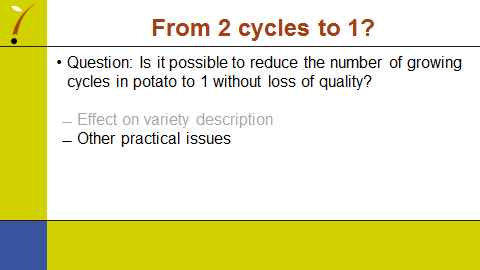 From 2 cycles to 1?
• Question: Is it possible to reduce the number of growing
cycles in potato to 1 without loss of quality?
– Effect on variety description
– Other practical issues